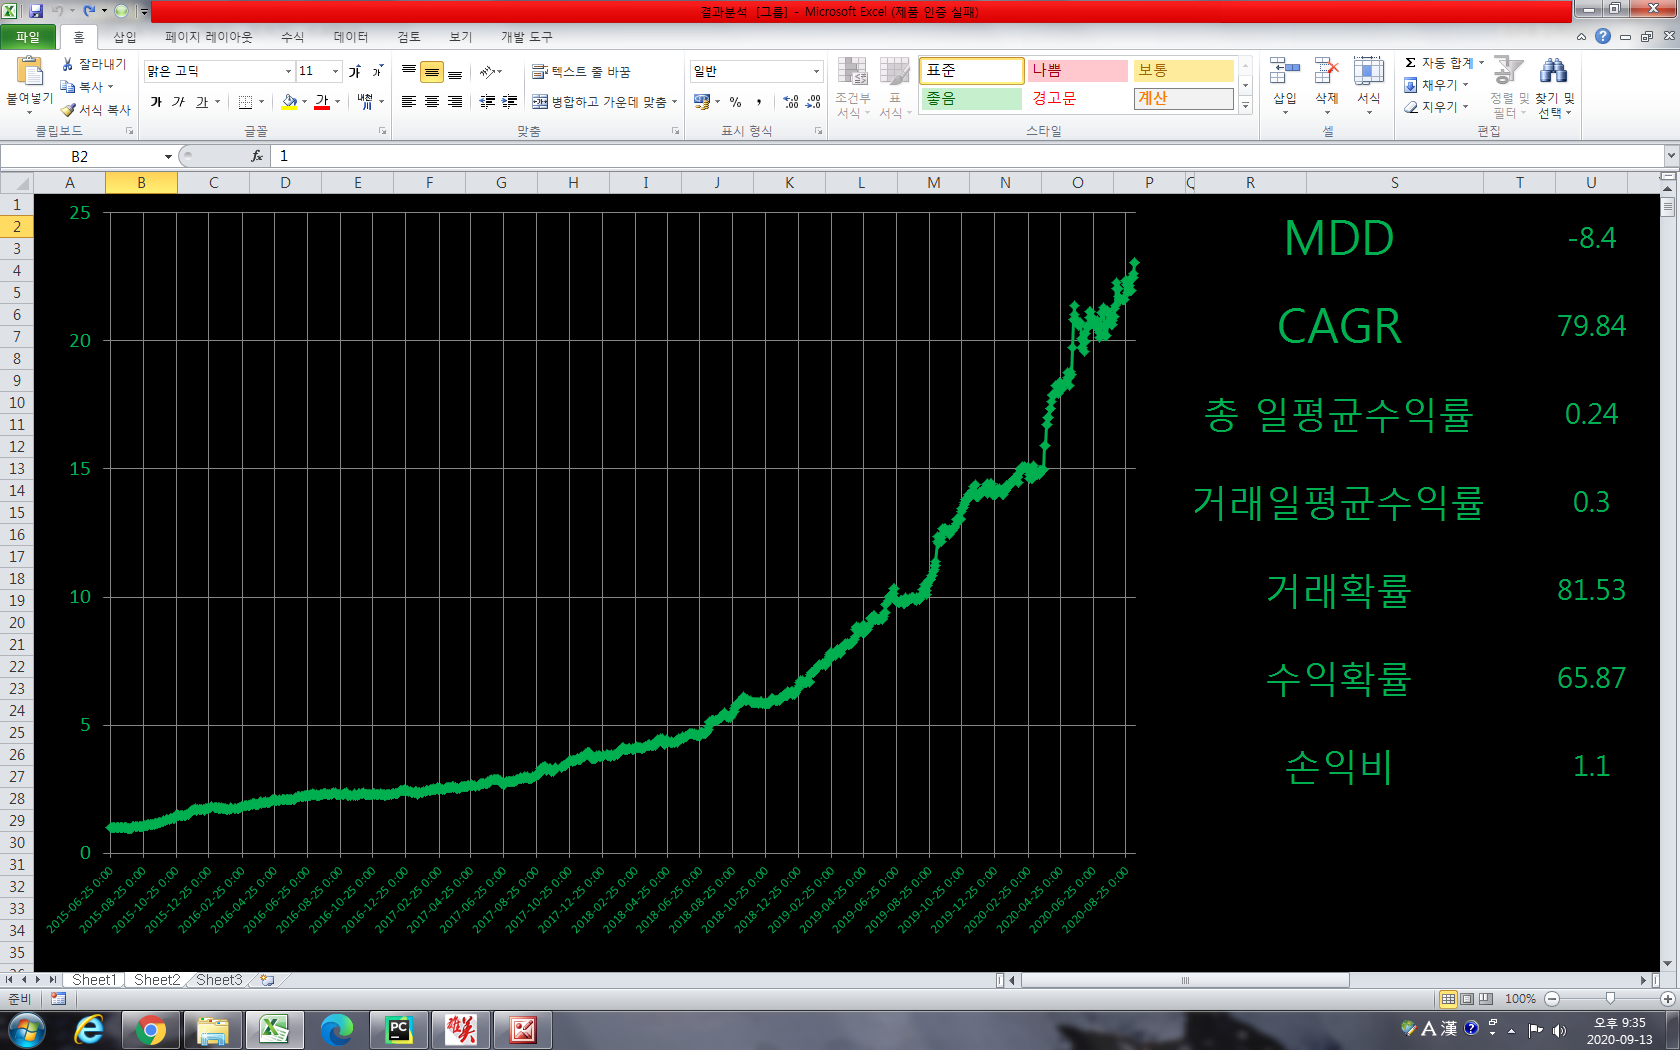 결과분석 [그룹] - Microsoft Excel (제품 인증 실패)
파일 홈 삽입 페이지 레이아웃 수식 데이터 검토 보기 개발 도구
붙여넣기
잘라내기
복사
서식 복사
클립보드
맑은 고딕 11
가 가 가 가 가 가 내천
글꼴
텍스트 줄 바꿈
병합하고 가운데 맞춤
맞춤
일반
% ,
표시 형식
조건부 서식
표 서식
표준 나쁨 보통
좋음 경고문 계산
스타일
삽입 삭제 서식
셀
자동 합계
채우기
지우기
정렬 및 필터
찾기 및 선택
편집
B2 fx 1
A B C D E F G H I J K L M N O P Q R S T U
1
2
3
4
5
6
7
8
9
10
11
12
13
14
15
16
17
18
19
20
21
22
23
24
25
26
27
28
29
30
31
32
33
34
35
25
20
15
10
5
0
2015-06-25 0:00
2015-08-25 0:00
2015-10-25 0:00
2015-12-25 0:00
2016-02-25 0:00
2016-04-25 0:00
2016-06-25 0:00
2016-08-25 0:00
2016-10-25 0:00
2016-12-25 0:00
2017-02-25 0:00
2017-04-25 0:00
2017-06-25 0:00
2017-08-25 0:00
2017-10-25 0:00
2017-12-25 0:00
2018-02-25 0:00
2018-04-25 0:00
2018-06-25 0:00
2018-08-25 0:00
2018-10-25 0:00
2018-12-25 0:00
2019-02-25 0:00
2019-04-25 0:00
2019-06-25 0:00
2019-08-25 0:00
2019-10-25 0:00
2019-12-25 0:00
2020-02-25 0:00
2020-04-25 0:00
2020-06-25 0:00
2020-08-25 0:00
MDD -8.4
CAGR 79.84
총 일평균수익률 0.24
거래일평균수익률 0.3
거래확률 81.53
수익확률 65.87
손익비 1.1
Sheet1 Sheet2 Sheet3
준비 100%
PC
A 漢
오후 9:35
2020-09-13